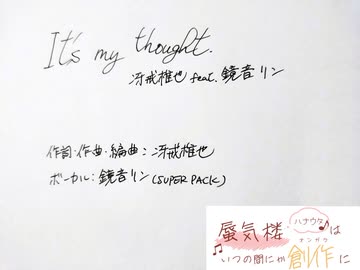 It's my thought.
冴戒椎也 feat. 鏡音リン
作詞・作曲・編曲：冴戒椎也
ボーカル：鏡音リン(SUPER PACK)
ハナウタ
蜃気楼 は
ナンガク
いつの間にか創作に